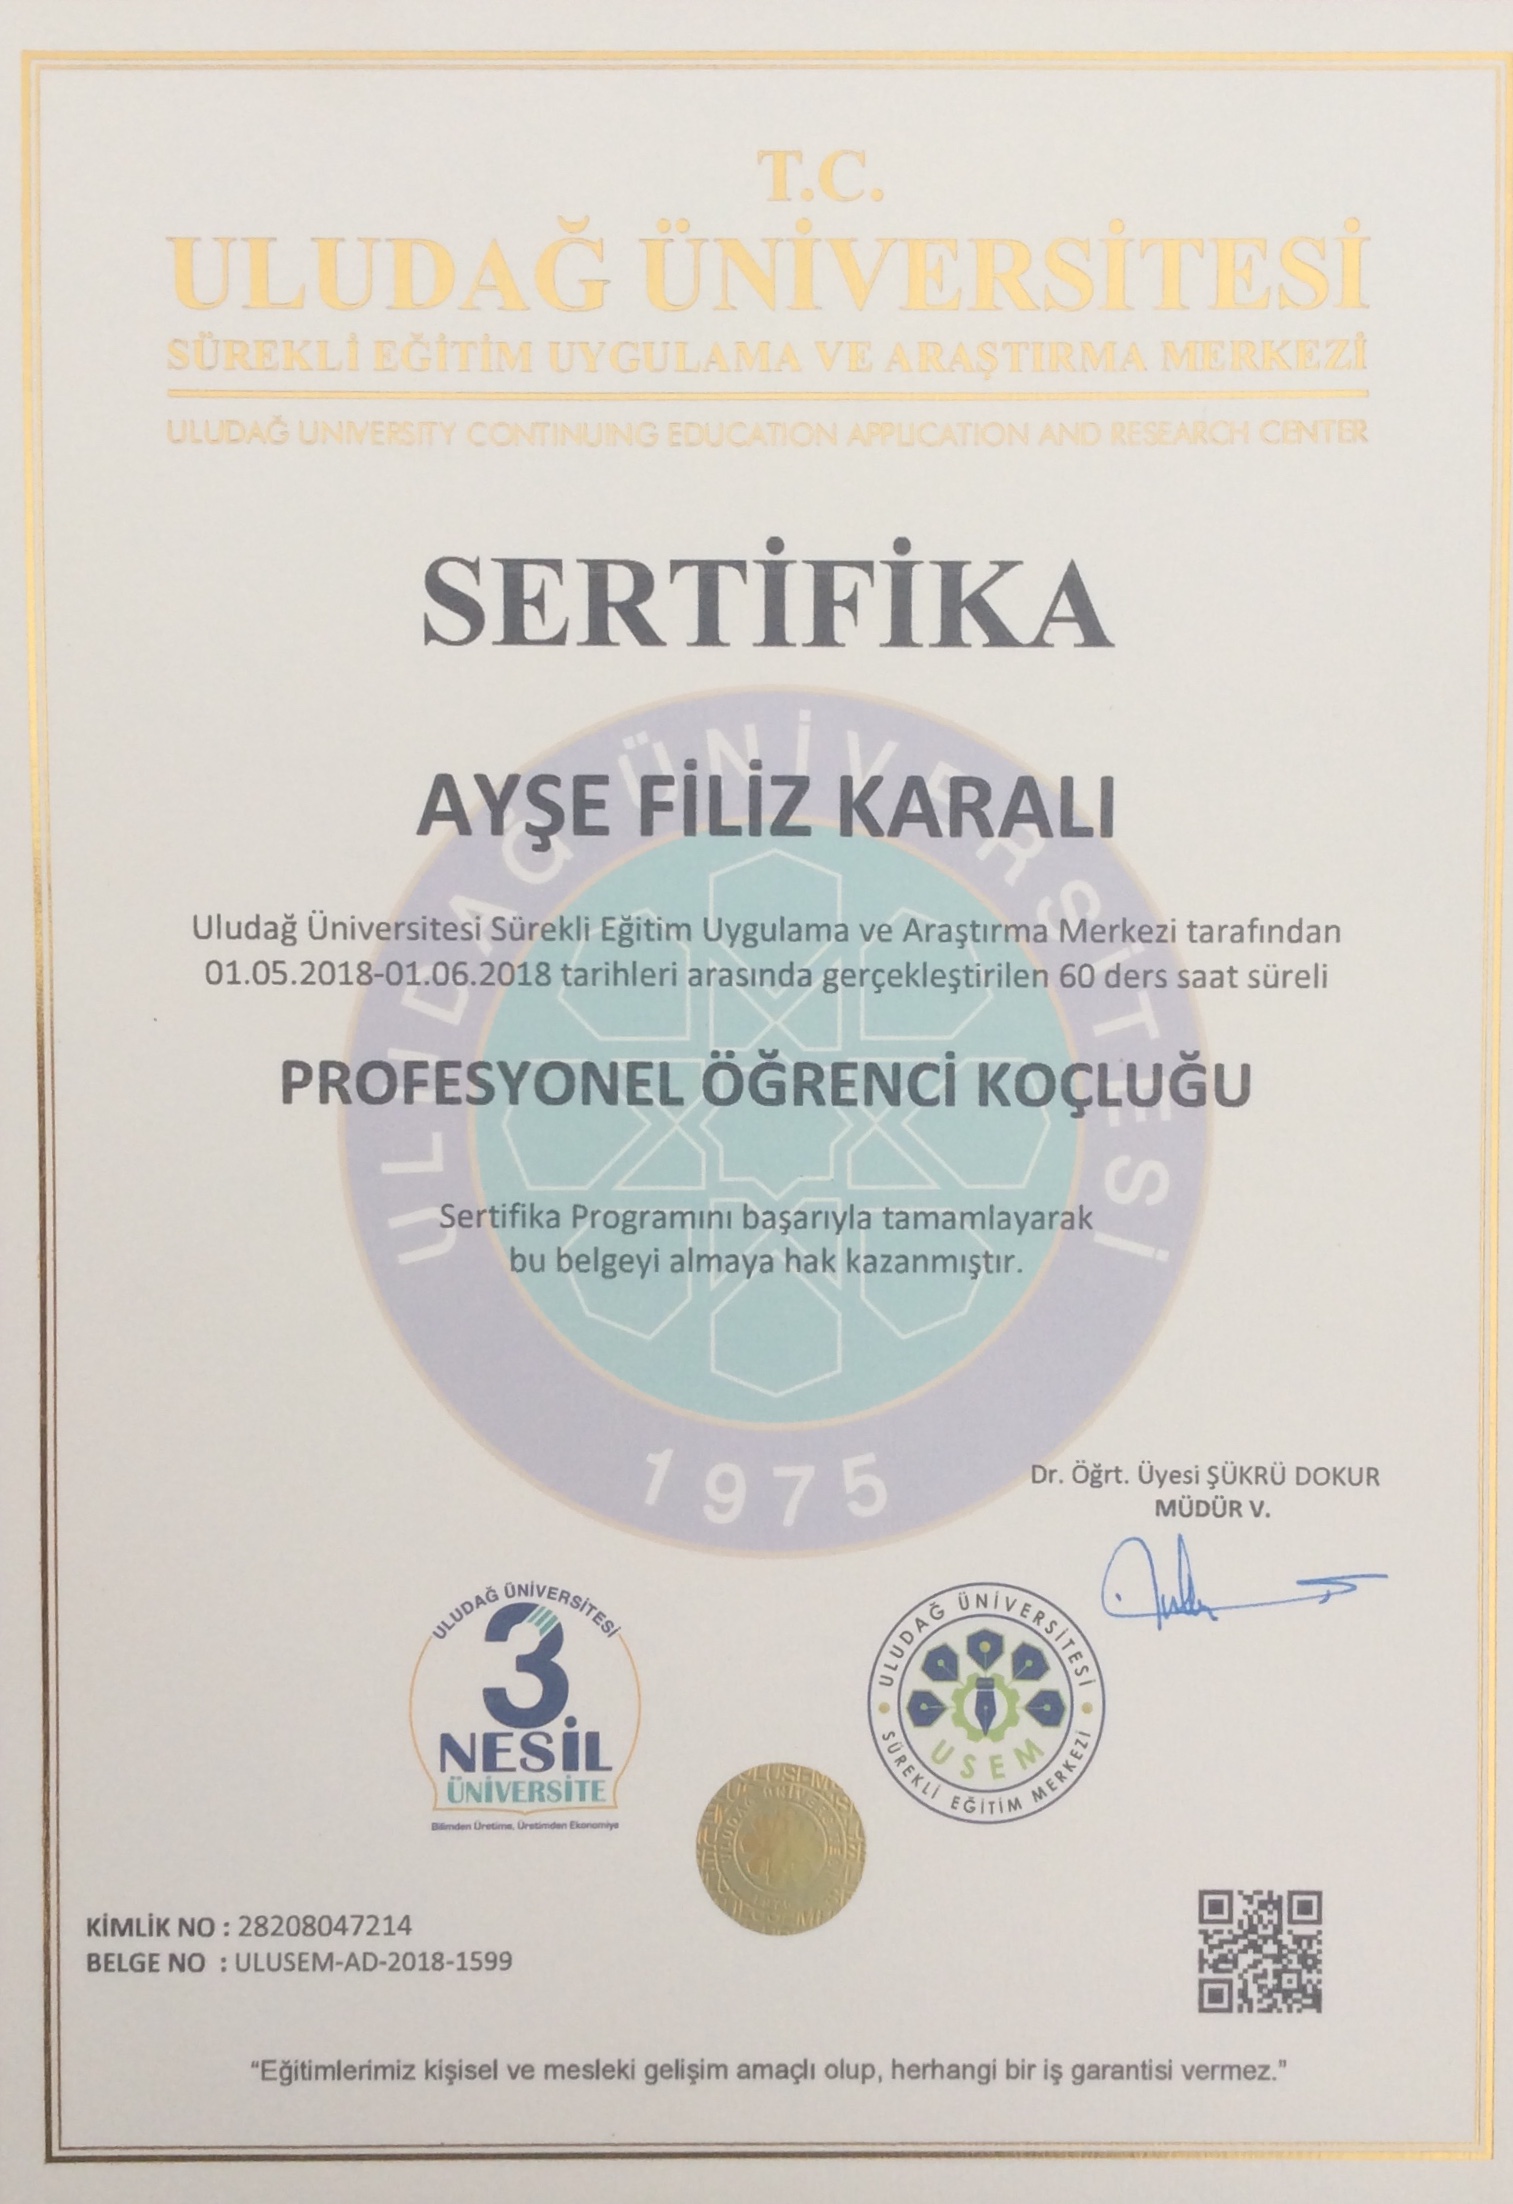 T.C.
ULUDAĞ ÜNİVERSİTESİ
SÜREKLİ EĞİTİM UYGULAMA VE ARAŞTIRMA MERKEZİ
ULUDAĞ UNIVERSITY CONTINUING EDUCATION APPLICATION AND RESEARCH CENTER
SERTİFİKA
ULUDAĞ ÜNİVERSİTESİ
AYŞE FİLİZ KARALI
Uludağ Üniversitesi Sürekli Eğitim Uygulama ve Araştırma Merkezi tarafından
01.05.2018-01.06.2018 tarihleri arasında gerçekleştirilen 60 ders saat süreli
PROFESYONEL ÖĞRENCİ KOÇLUĞU
Sertifika Programını başarıyla tamamlayarak
bu belgeyi almaya hak kazanmıştır.
1975
Dr. Öğrt. Üyesi ŞÜKRÜ DOKUR
MÜDÜR V.
ULUDAĞ ÜNİVERSİTESİ
3
NESİL
ÜNİVERSİTE
Bilimden Üretime, Üretimden Ekonomiye
ULUDAĞ ÜNİVERSİTESİ
USEM
SÜREKLİ EĞİTİM MERKEZİ
KİMLİK NO : 28208047214
BELGE NO : ULUSEM-AD-2018-1599
“Eğitimlerimiz kişisel ve mesleki gelişim amaçlı olup, herhangi bir iş garantisi vermez.”